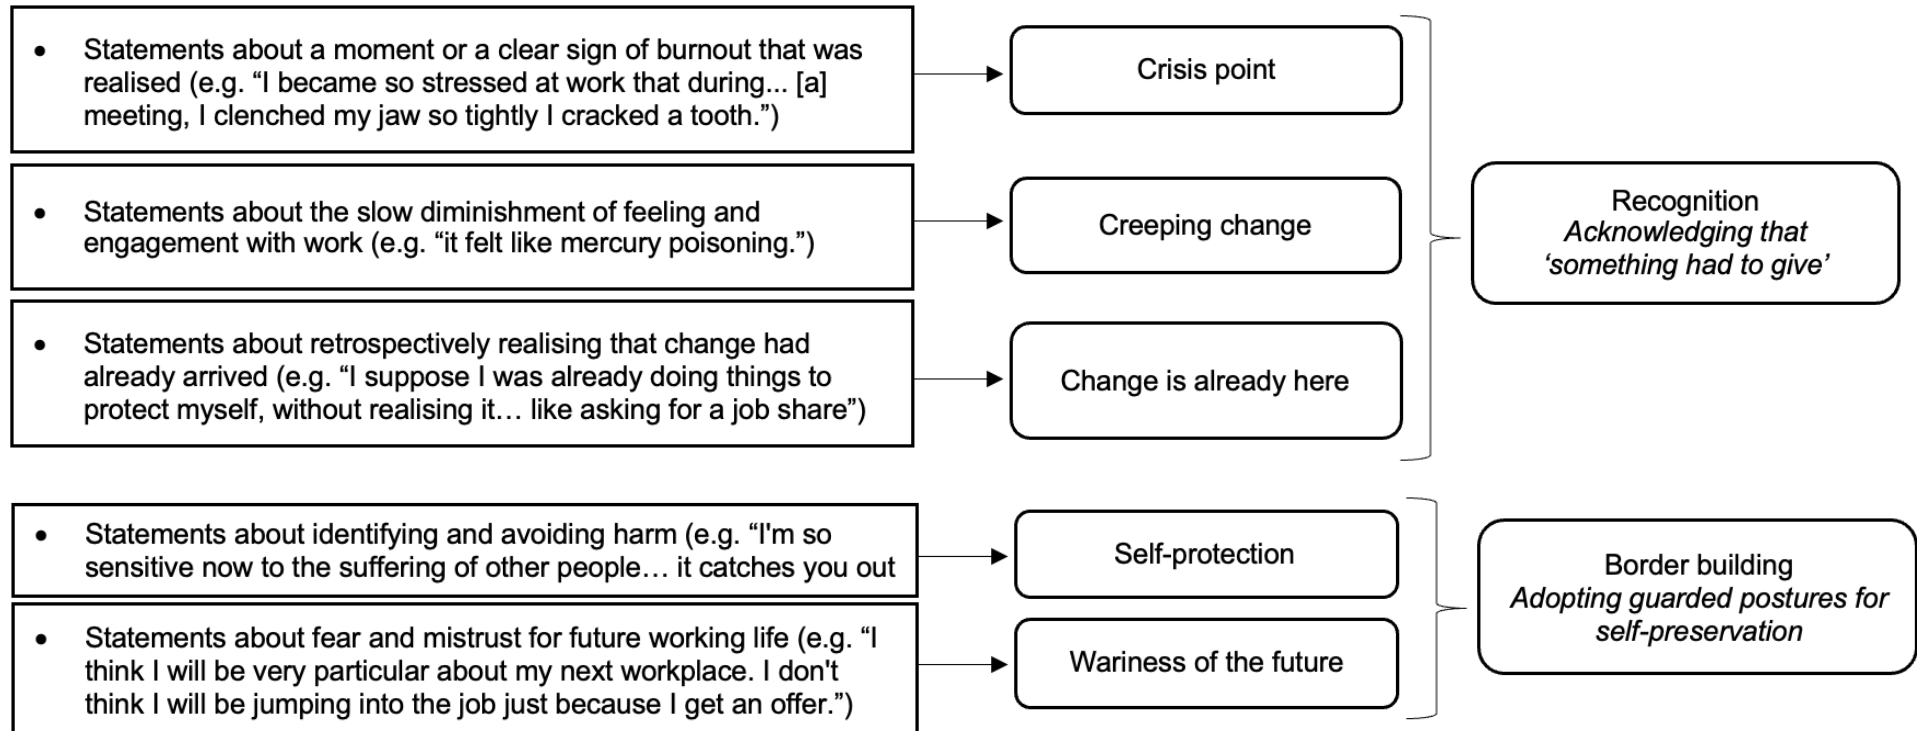 • Statements about a moment or a clear sign of burnout that was
realised (e.g. “I became so stressed at work that during... [a]
meeting, I clenched my jaw so tightly I cracked a tooth.”)
Crisis point
• Statements about the slow diminishment of feeling and
engagement with work (e.g. “it felt like mercury poisoning.”)
Creeping change
• Statements about retrospectively realising that change had
already arrived (e.g. “I suppose I was already doing things to
protect myself, without realising it… like asking for a job share”)
Change is already here
Recognition
Acknowledging that
‘something had to give’
• Statements about identifying and avoiding harm (e.g. “I'm so
sensitive now to the suffering of other people… it catches you out
Self-protection
• Statements about fear and mistrust for future working life (e.g. “I
think I will be very particular about my next workplace. I don't
think I will be jumping into the job just because I get an offer.”)
Wariness of the future
Border building
Adopting guarded postures for
self-preservation